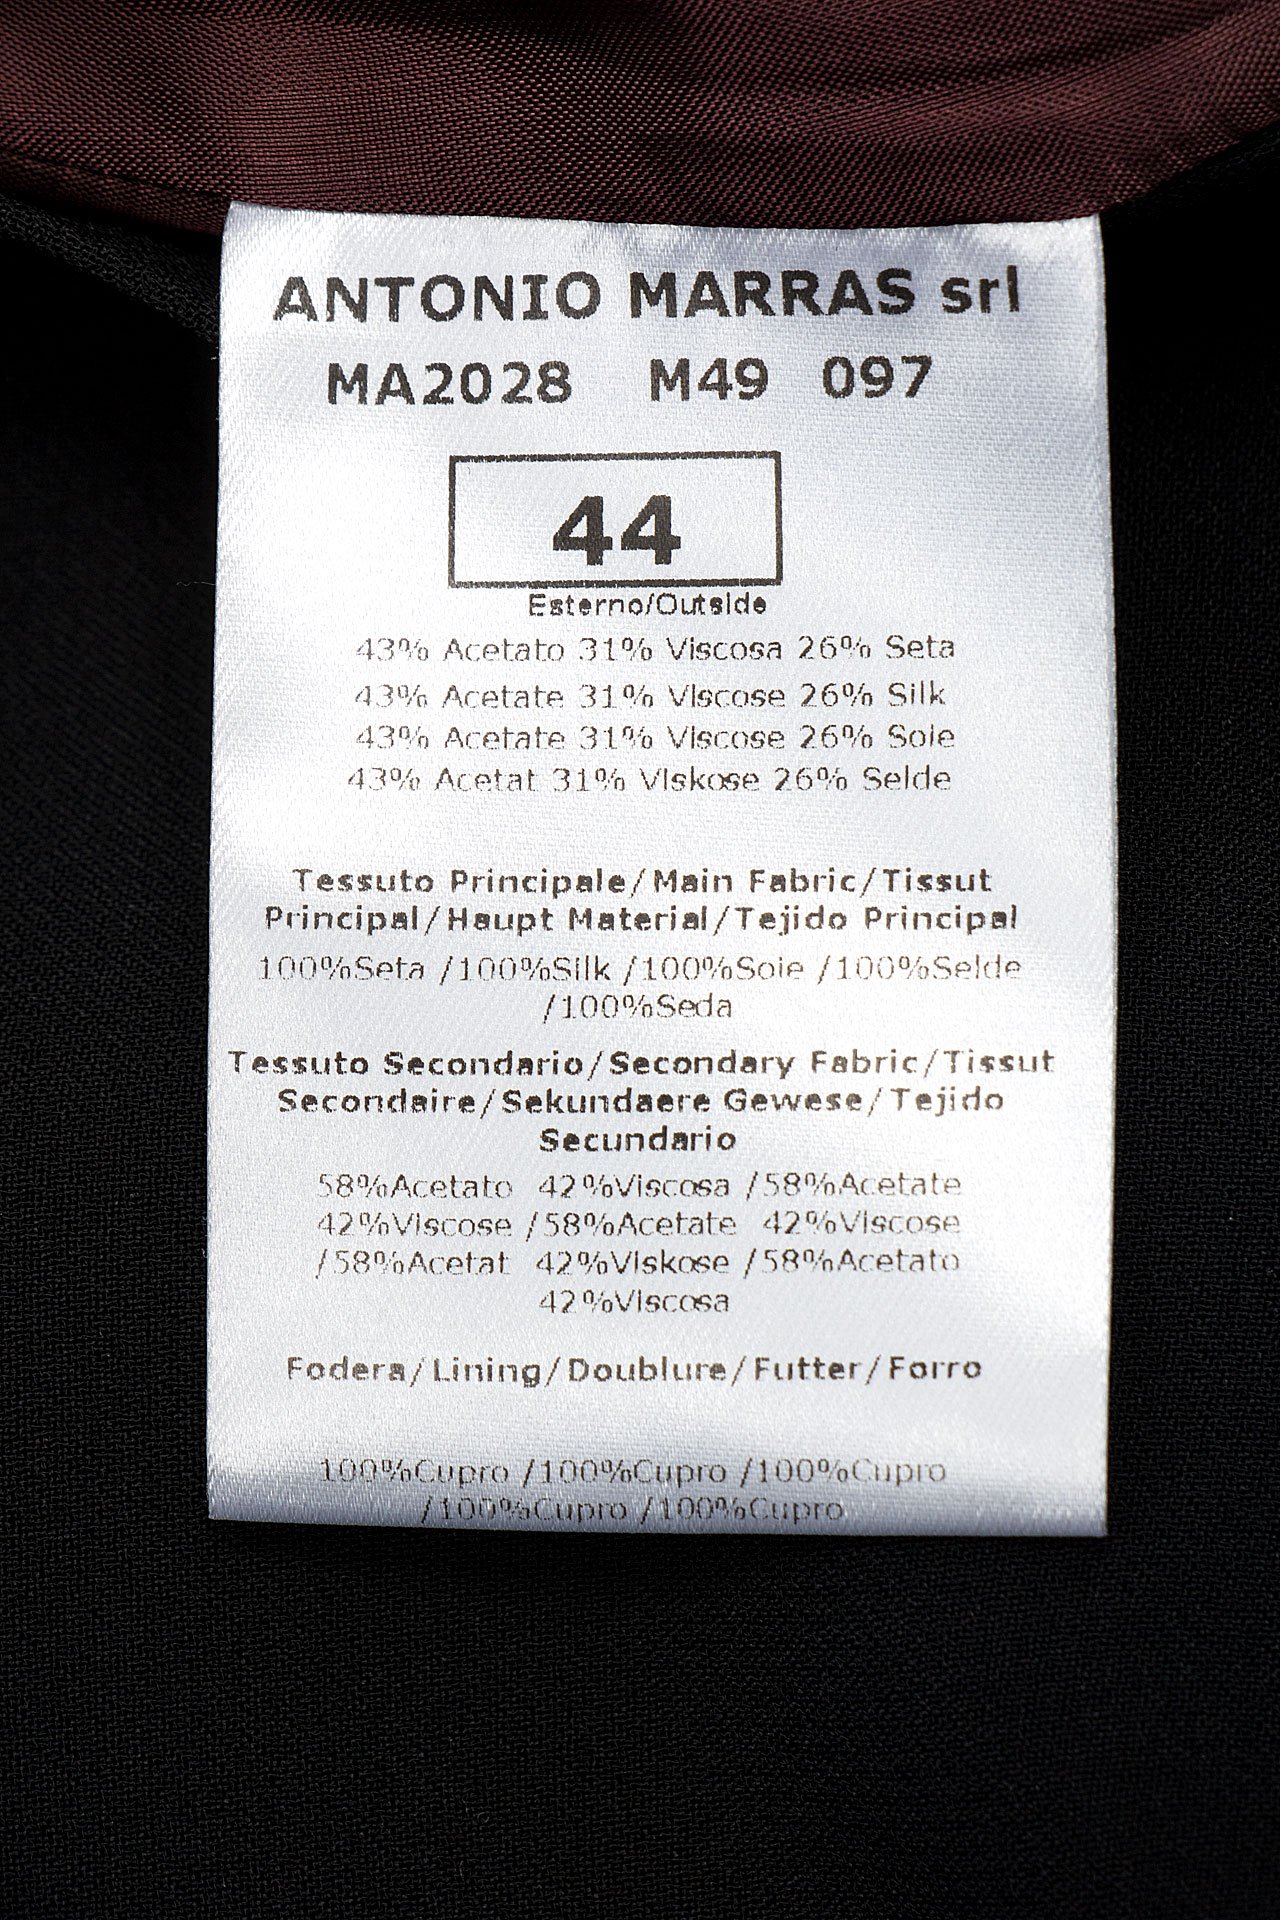 ANTONIO MARRAS srl
MA2028 M49 097
44
Esterno/Outside
43% Acetato 31% Viscosa 26% Seta
43% Acetate 31% Viscose 26% Silk
43% Acetate 31% Viscose 26% Soie
43% Acetat 31% Viskose 26% Seide
Tessuto Principale/Main Fabric/Tissut
Principal/Haupt Material/Tejido Principal
100%Seta /100%Silk /100%Soie /100%Seide
/100%Seda
Tessuto Secondario/Secondary Fabric/Tissut
Secondaire/Sekundaere Gewese/Tejido
Secundario
58%Acetato 42%Viscosa /58%Acetate
42%Viscose /58%Acetate 42%Viscose
/58%Acetat 42%Viskose /58%Acetato
42%Viscosa
Fodera/Lining/Doublure/Futter/Forro
100%Cupro /100%Cupro /100%Cupro
/100%Cupro /100%Cupro